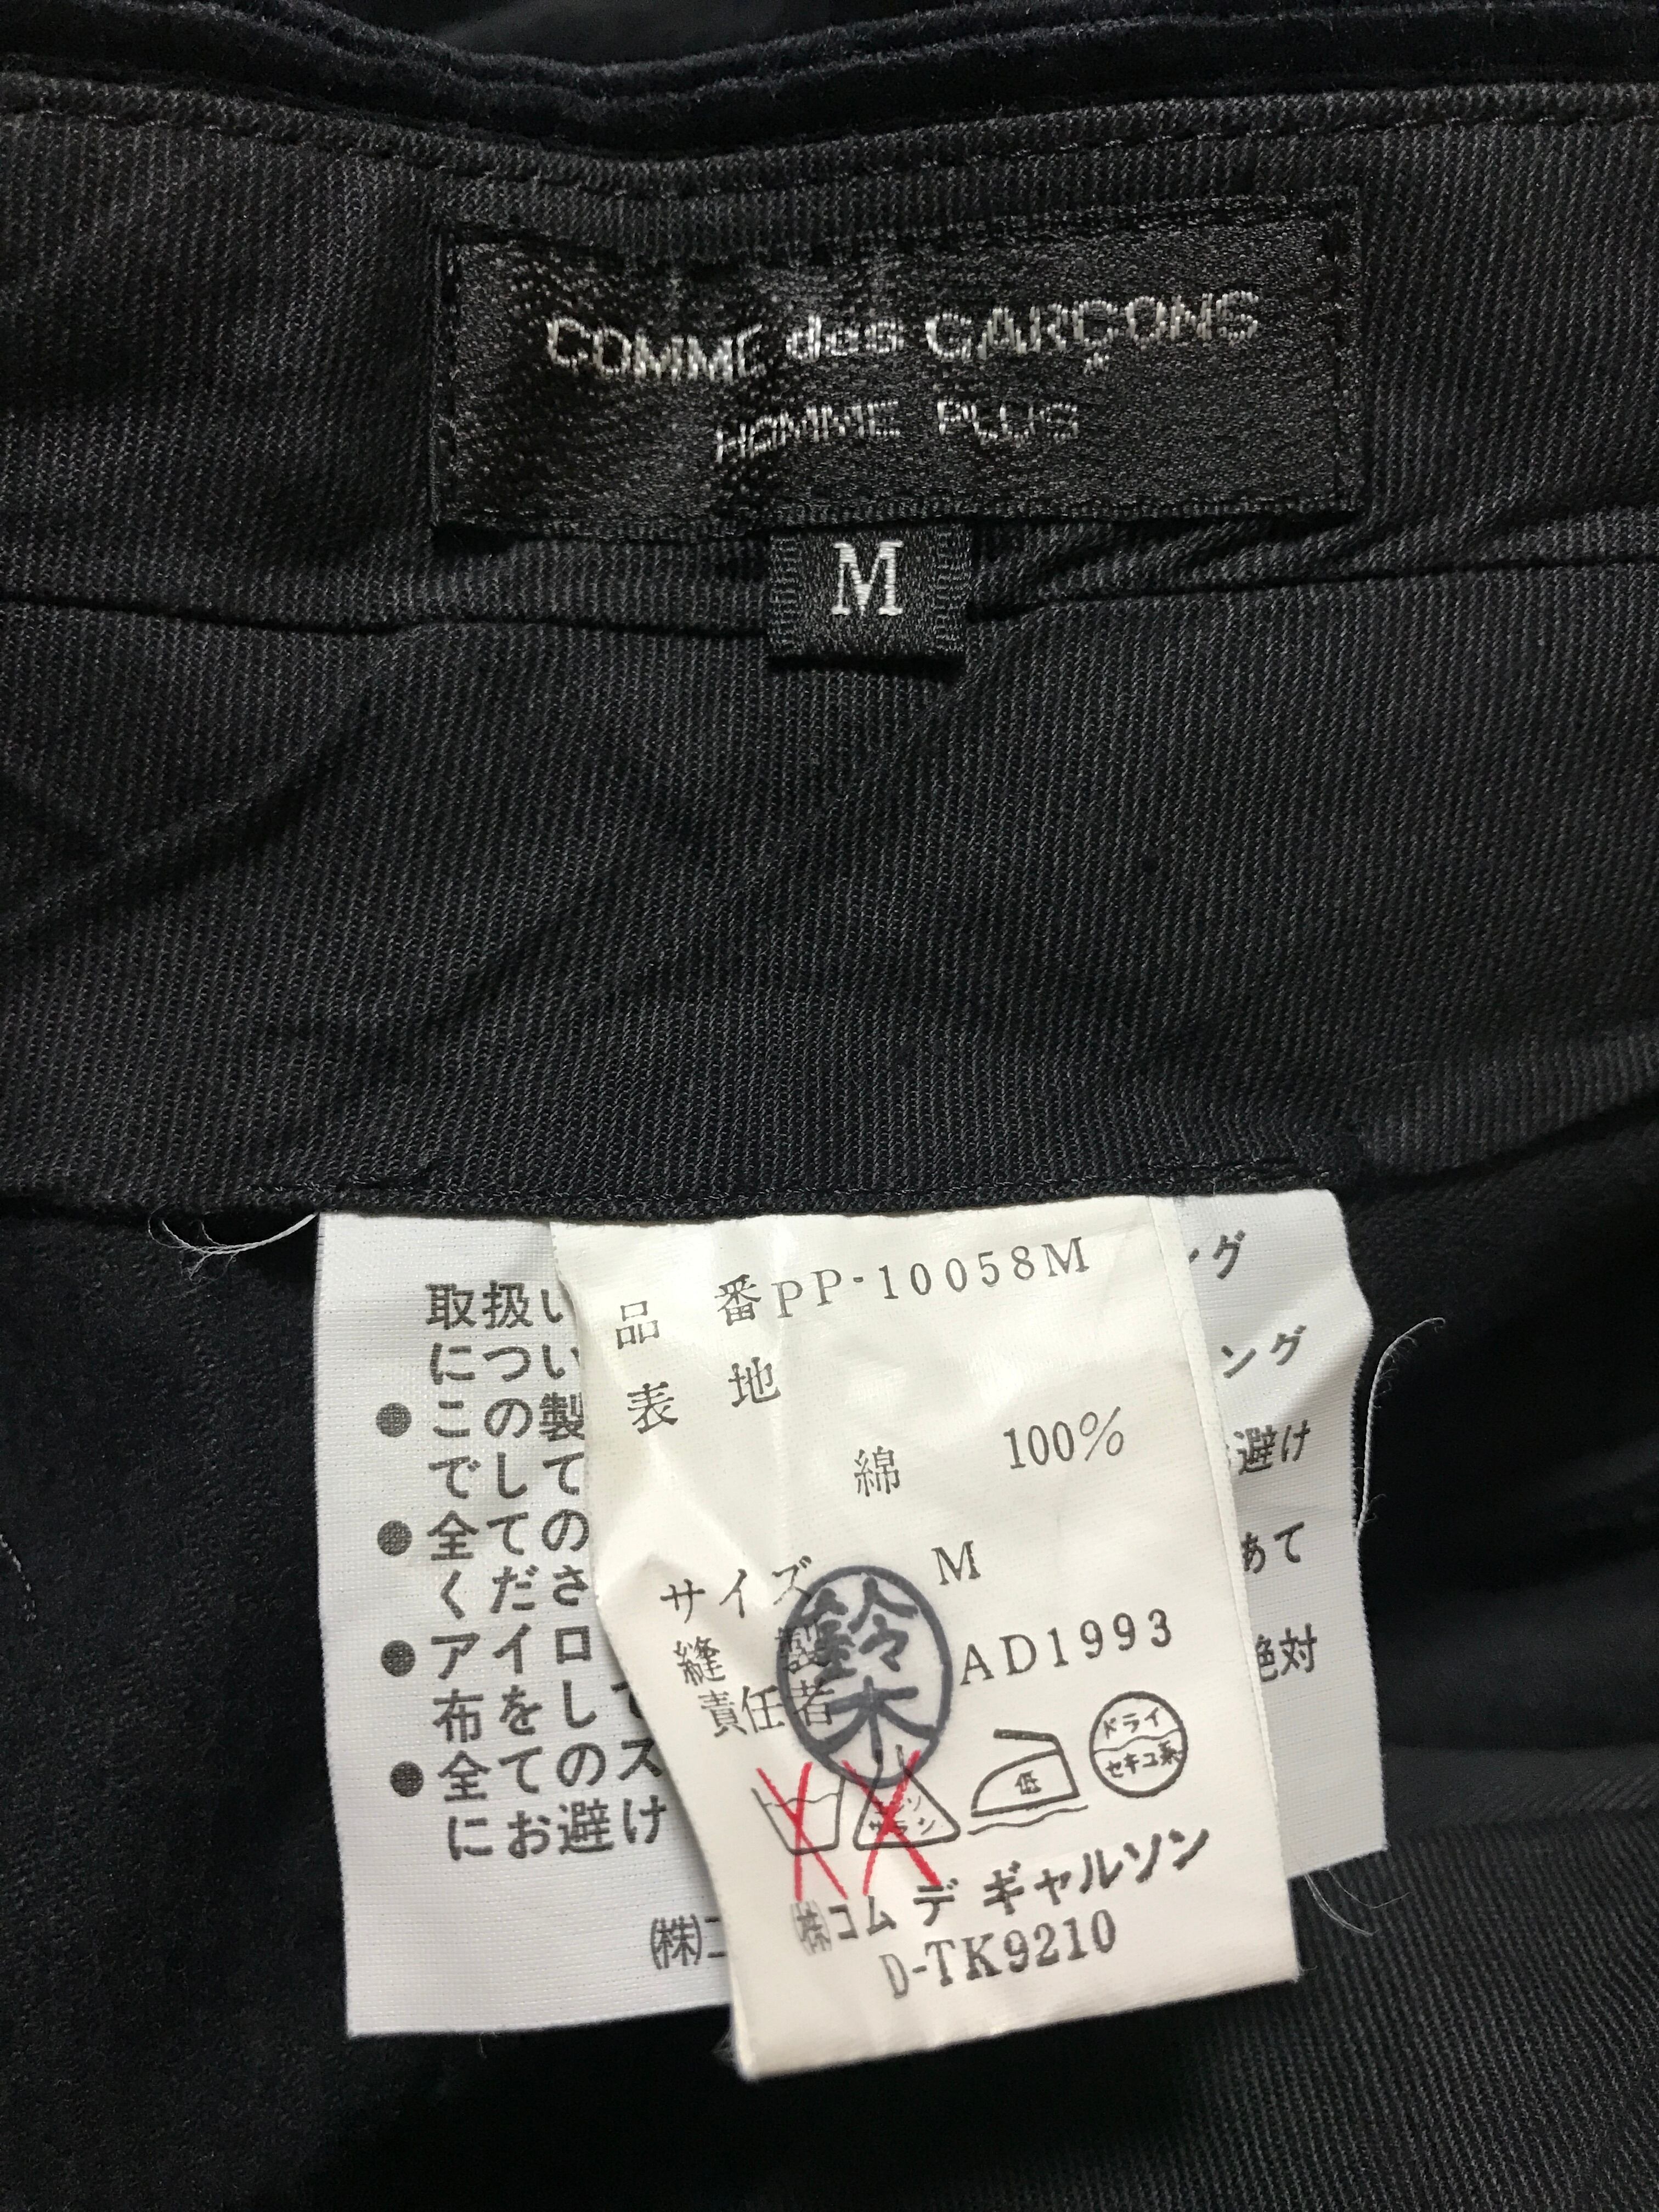 COMME des GARÇONS
HOMME PLUS
M
品 番 PP-10058M
表 地
綿 100%
サイズ M
縫製 AD1993
責任者
鈴木
低
ドライ
セキユ系
㈱コム デ ギャルソン
D-TK9210
取扱い
につい
●この製
でして
●全ての
くださ
●アイロ
布をして
●全てのス
にお避け
㈱コ
ング
ング
避け
あて
絶対